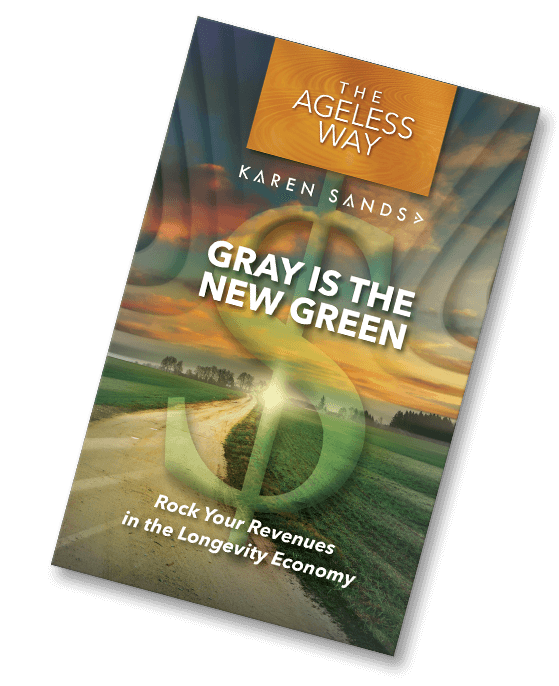 THE
AGELESS
WAY
KAREN SANDS
GRAY IS THE
NEW GREEN
Rock Your Revenues
in the Longevity Economy